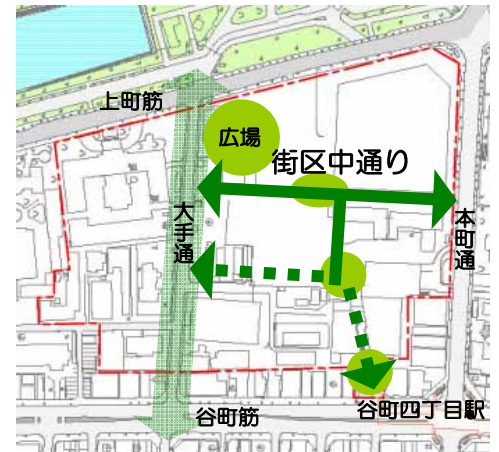 上町筋
広場
街区中通り
大手通
本町通
谷町筋
谷町四丁目駅